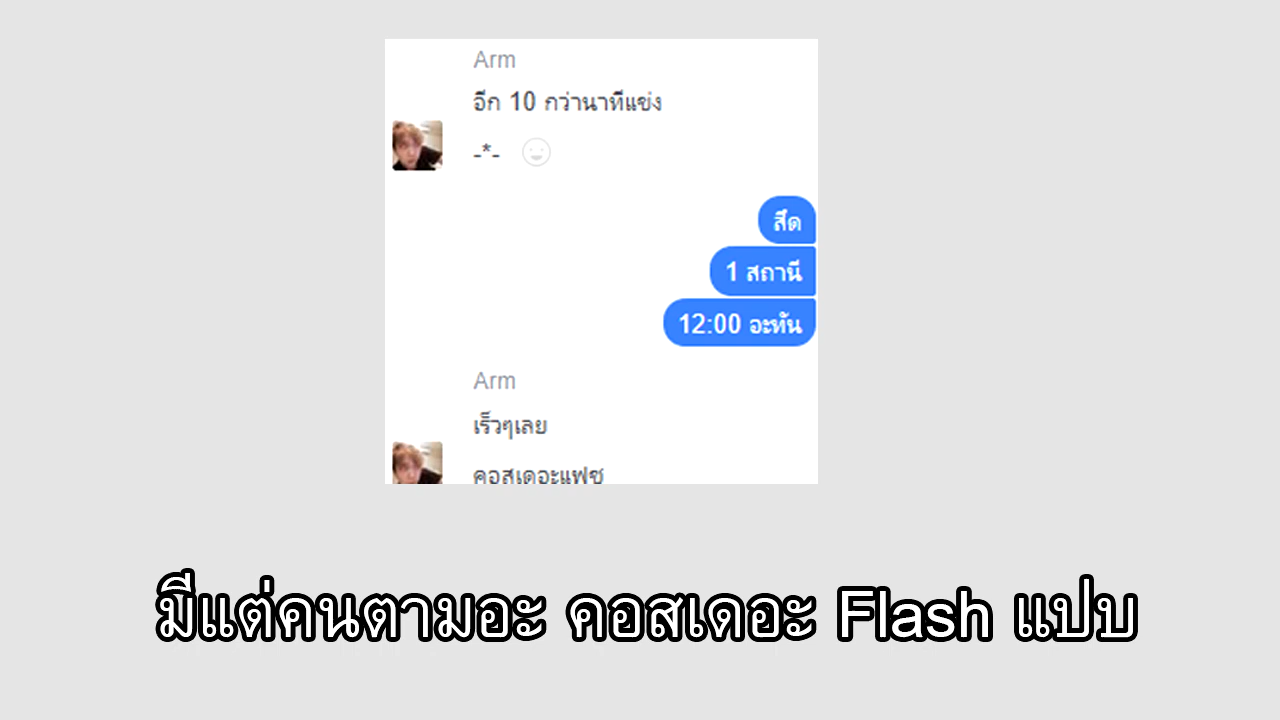 Arm
อีก 10 กว่านาทีแข่ง
-*-
สึด
1 สถานี
12:00 อะทัน
Arm
เร็วๆเลย
คอสเดอะแฟซ
มีแต่คนตามอะ คอสเดอะ Flash แปบ